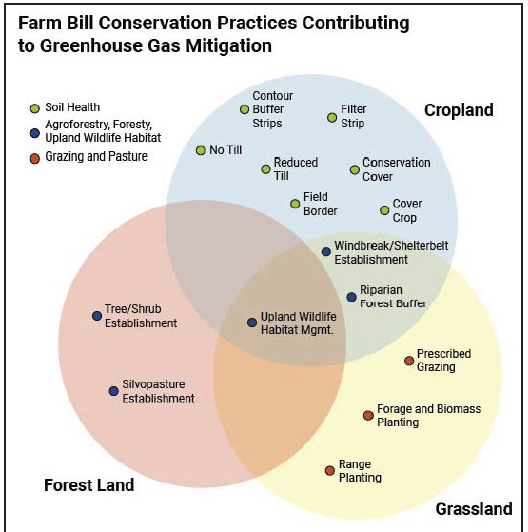 Farm Bill Conservation Practices Contributing
to Greenhouse Gas Mitigation
Soil Health
Agroforestry, Foresty,
Upland Wildlife Habitat
Grazing and Pasture
Cropland
Contour
Buffer
Strips
Filter
Strip
No Till
Reduced
Till
Conservation
Cover
Field
Border
Cover
Crop
Windbreak/Shelterbelt
Establishment
Riparian
Forest Buffer
Upland Wildlife
Habitat Mgmt.
Tree/Shrub
Establishment
Silvopasture
Establishment
Prescribed
Grazing
Forage and Biomass
Planting
Range
Planting
Forest Land
Grassland